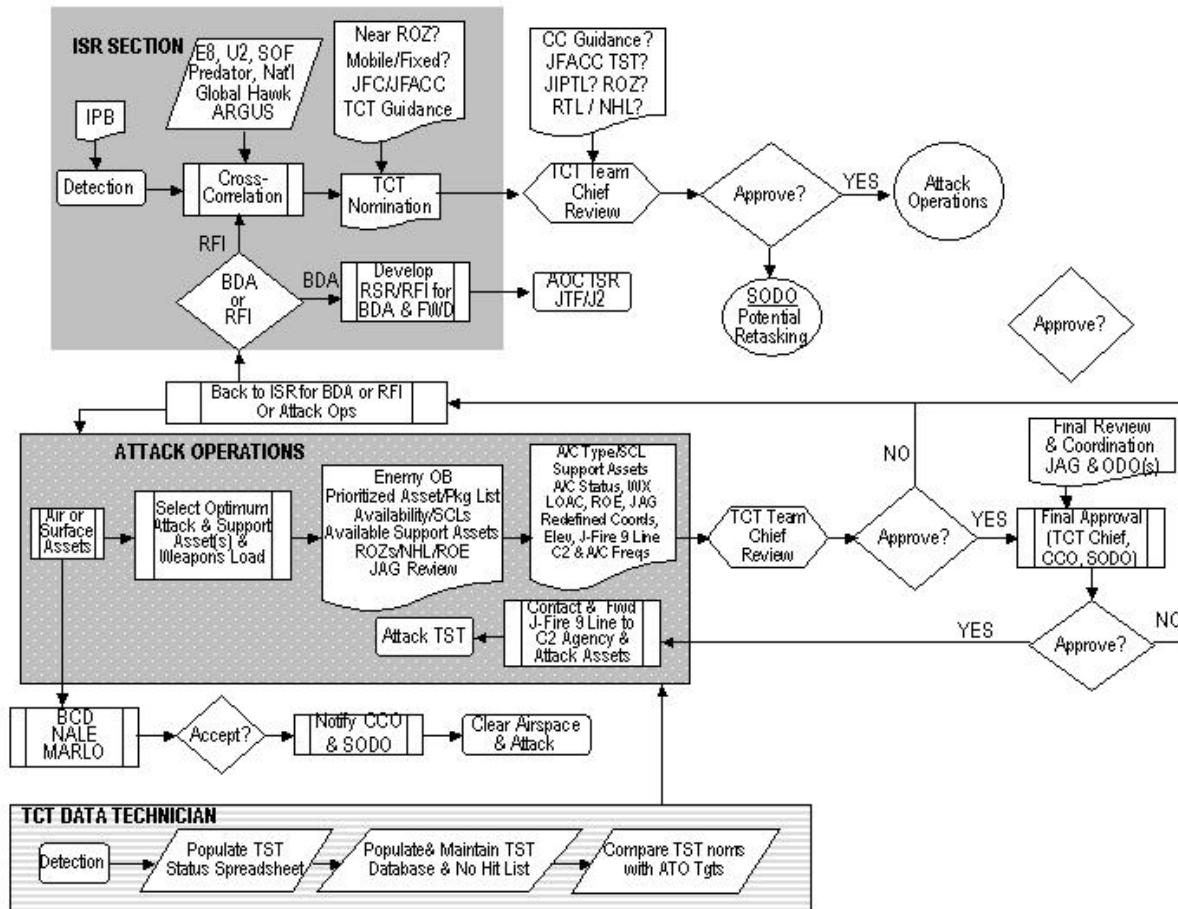 ISR SECTION
E8, U2, SOF
Predator, Nat'l
Global Hawk
ARGUS
Near ROZ?
Mobile/Fixed?
JFC/JFACC
TCT Guidance
CC Guidance?
JFACC TST?
JIPTL? ROZ?
RTL / NHL?
IPB
Detection
Cross-
Correlation
TCT
Nomination
TCT Team
Chief
Review
Approve?
YES
Attack
Operations
RFI
BDA
or
RFI
BDA
Develop
RSR/RFI for
BDA & FWD
AOC ISR
JTF/J2
SODO
Potential
Retasking
Approve?
Back to ISR for BDA or RFI
Or Attack Ops
ATTACK OPERATIONS
Air or
Surface
Assets
Select Optimum
Attack & Support
Asset(s) &
Weapons Load
Enemy OB
Prioritized Asset/Pkg List
Availability/SCLs
Available Support Assets
ROZs/NHL/ROE
JAG Review
A/C Type/SCL
Support Assets
A/C Status, WX
LOAC, ROE, JAG
Redefined Coords,
Elev, J-Fire 9 Line
C2 & A/C Freqs
TCT Team
Chief
Review
NO
Approve?
YES
Final Review
& Coordination
JAG & ODO(s)
Final Approval
(TCT Chief,
CCO, SODO)
Attack TST
Contact & Fwd
J-Fire 9 Line to
C2 Agency &
Attack Assets
YES
Approve?
NO
BCD
NALE
MARLO
Accept?
Notify CCO
& SODO
Clear Airspace
& Attack
TCT DATA TECHNICIAN
Detection
Populate TST
Status Spreadsheet
Populate& Maintain TST
Database & No Hit List
Compare TST noms
with ATO Tgts